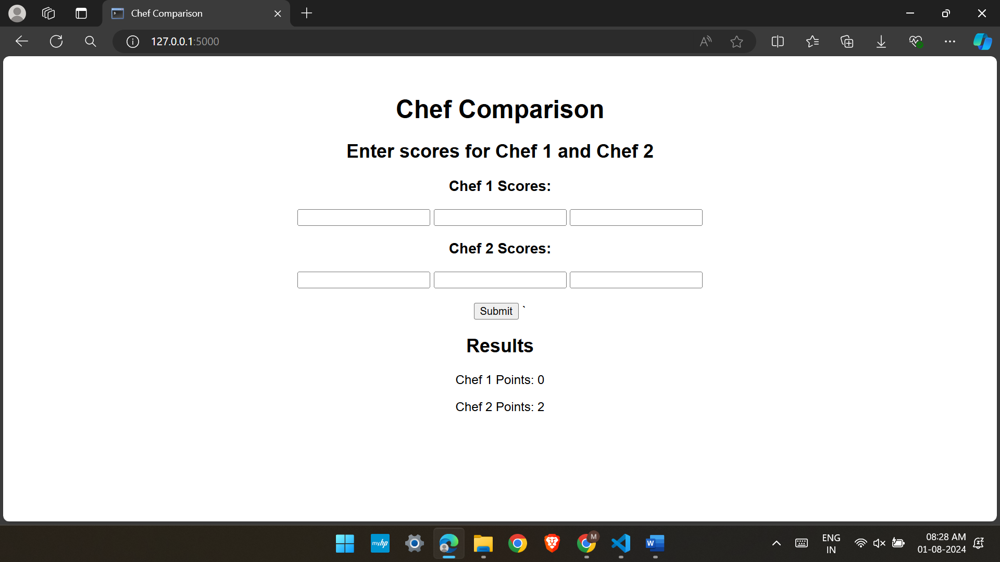 Chef Comparison
127.0.0.1:5000
Chef Comparison
Enter scores for Chef 1 and Chef 2
Chef 1 Scores:
Chef 2 Scores:
Submit `
Results
Chef 1 Points: 0
Chef 2 Points: 2
myhp
M
W
ENG
IN
08:28 AM
01-08-2024